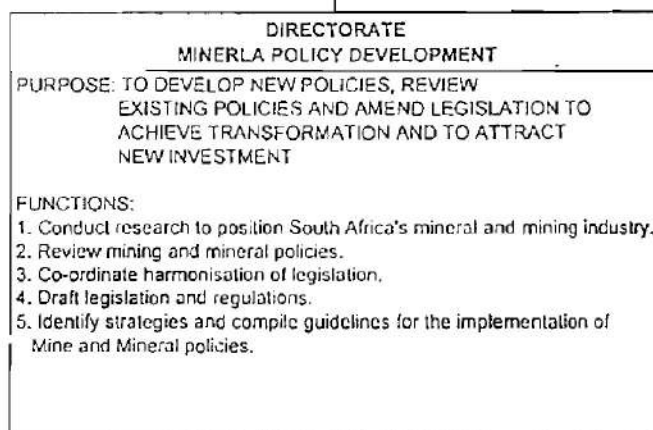 DIRECTORATE
MINERLA POLICY DEVELOPMENT
PURPOSE: TO DEVELOP NEW POLICIES, REVIEW
EXISTING POLICIES AND AMEND LEGISLATION TO
ACHIEVE TRANSFORMATION AND TO ATTRACT
NEW INVESTMENT
FUNCTIONS:
1. Conduct research to position South Africa's mineral and mining industry.
2. Review mining and mineral policies.
3. Co-ordinate harmonisation of legislation.
4. Draft legislation and regulations.
5. Identify strategies and compile guidelines for the implementation of
Mine and Mineral policies.